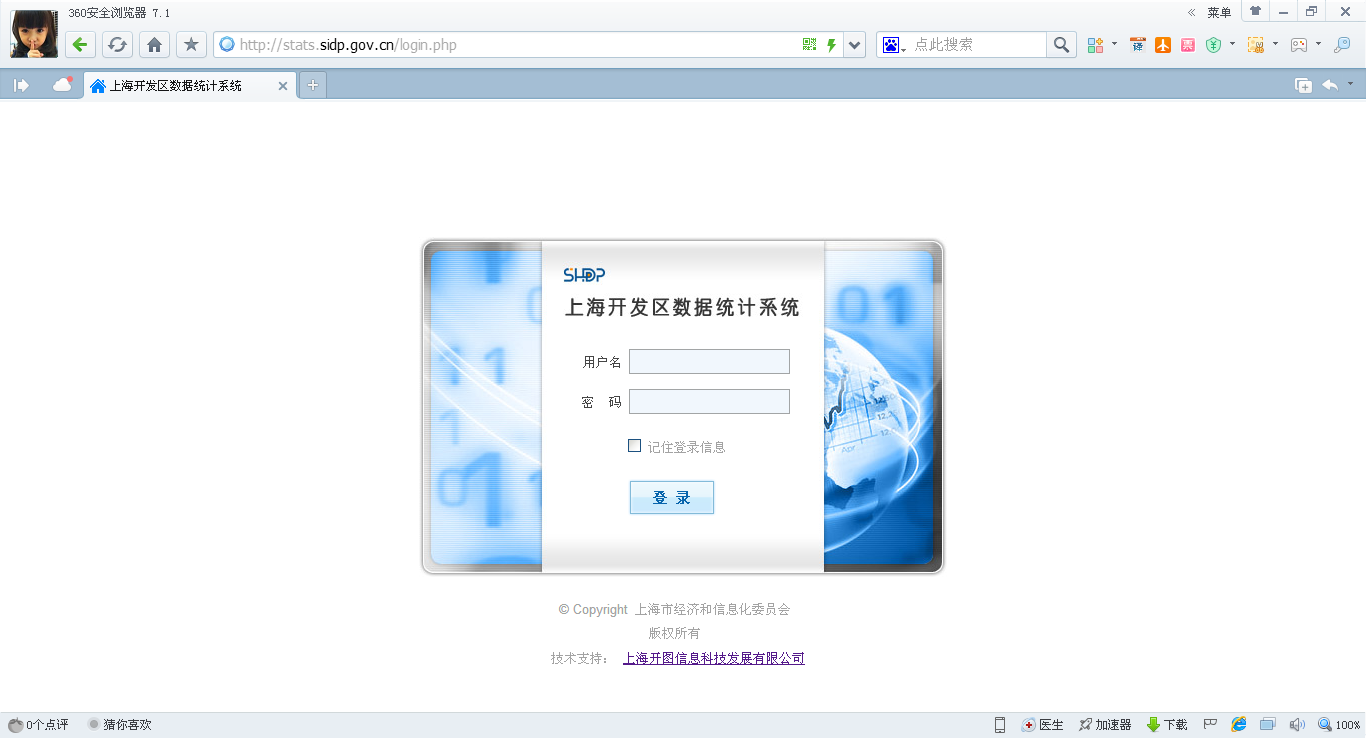 360安全浏览器 7.1
« 菜单
http://stats.sidp.gov.cn/login.php
点此搜索
译
票
上海开发区数据统计系统
SHDP
上海开发区数据统计系统
01
11
用户名
密 码
记住登录信息
登 录
Apr
© Copyright 上海市经济和信息化委员会
版权所有
技术支持： 上海开图信息科技发展有限公司
0个点评 猜你喜欢 医生 加速器 下载 100%